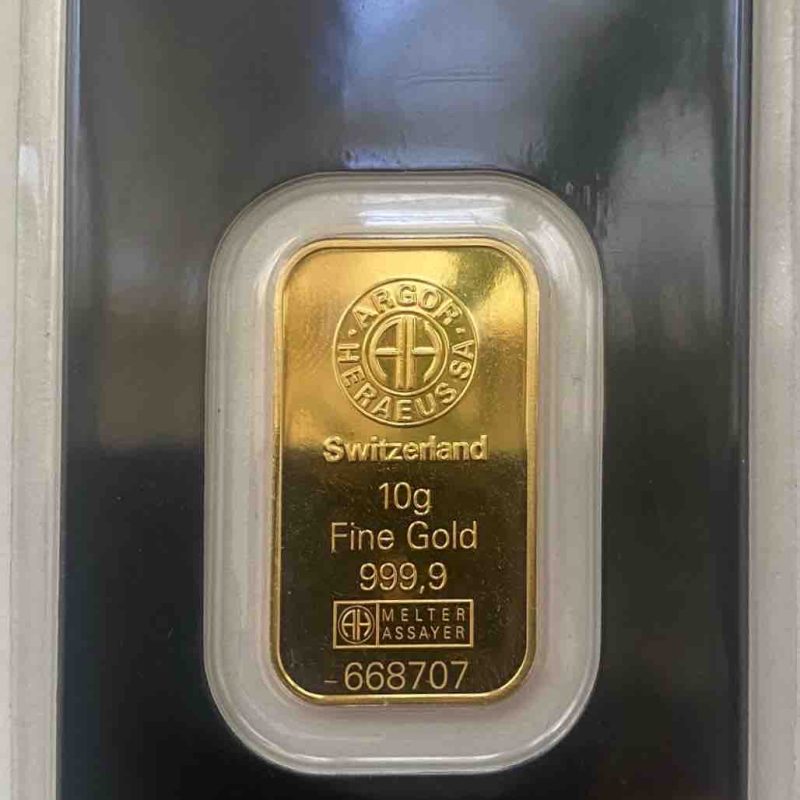 ARGOR
HERAEUS SA
AH
Switzerland
10g
Fine Gold
999,9
AH MELTER
ASSAYER
668707